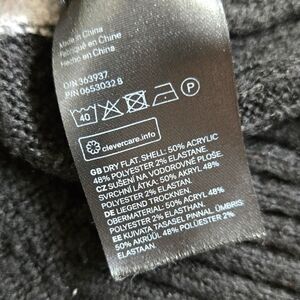 Made in China
Fabriqué en Chine
Hecho en China
O/N 363937
P/N 0653032 8
40
P
clevercare.info
GB DRY FLAT. SHELL: 50% ACRYLIC
48% POLYESTER 2% ELASTANE.
CZ SUŠENÍ NA VODOROVNÉ PLOŠE.
SVRCHNÍ LÁTKA: 50% AKRYL 48%
POLYESTER 2% ELASTAN.
DE LIEGEND TROCKNEN.
OBERMATERIAL: 50% ACRYL 48%
POLYESTER 2% ELASTHAN.
EE KUIVATA TASASEL PINNAL. ÜMBRIS:
50% AKRÜÜL 48% POLÜESTER 2%
ELASTAAN